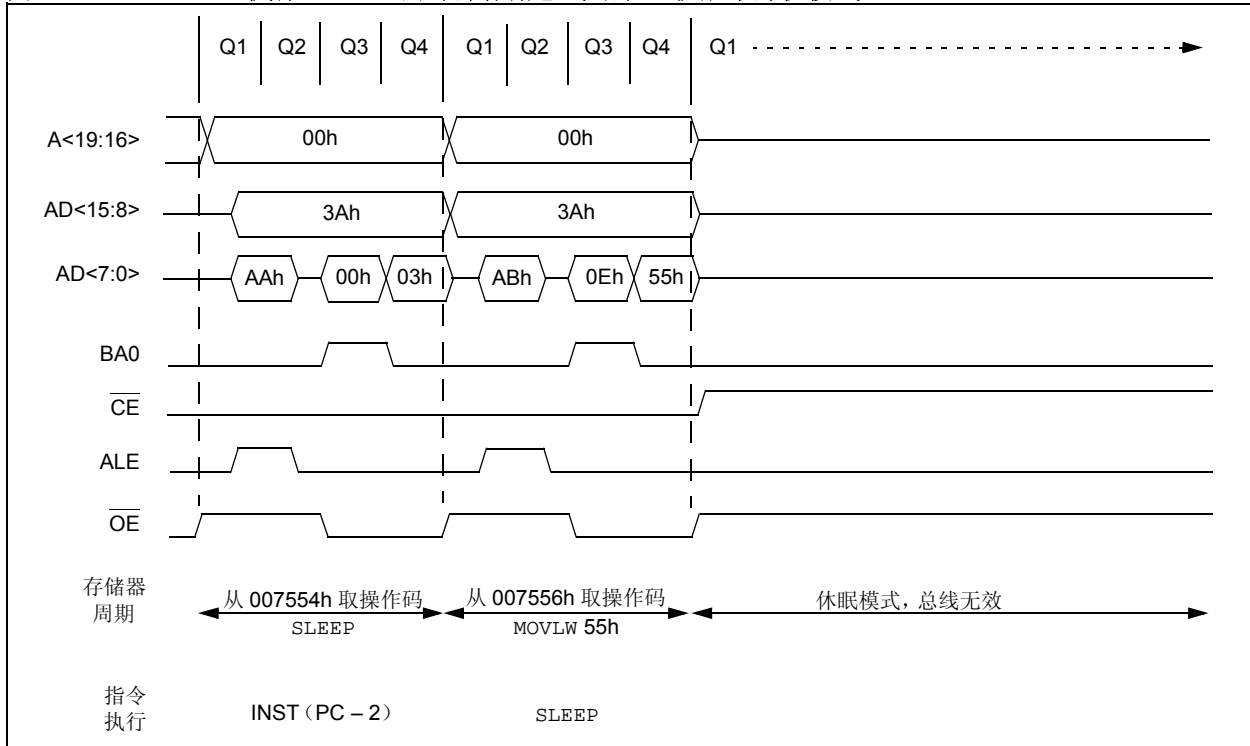 Q1 Q2 Q3 Q4 Q1 Q2 Q3 Q4 Q1
A<19:16> 00h 00h
AD<15:8> 3Ah 3Ah
AD<7:0> AAh 00h 03h ABh 0Eh 55h
BA0
CE
ALE
OE
存储器
周期
从 007554h 取操作码
SLEEP
从 007556h 取操作码
MOVLW 55h
休眠模式, 总线无效
指令
执行
INST（PC – 2）
SLEEP